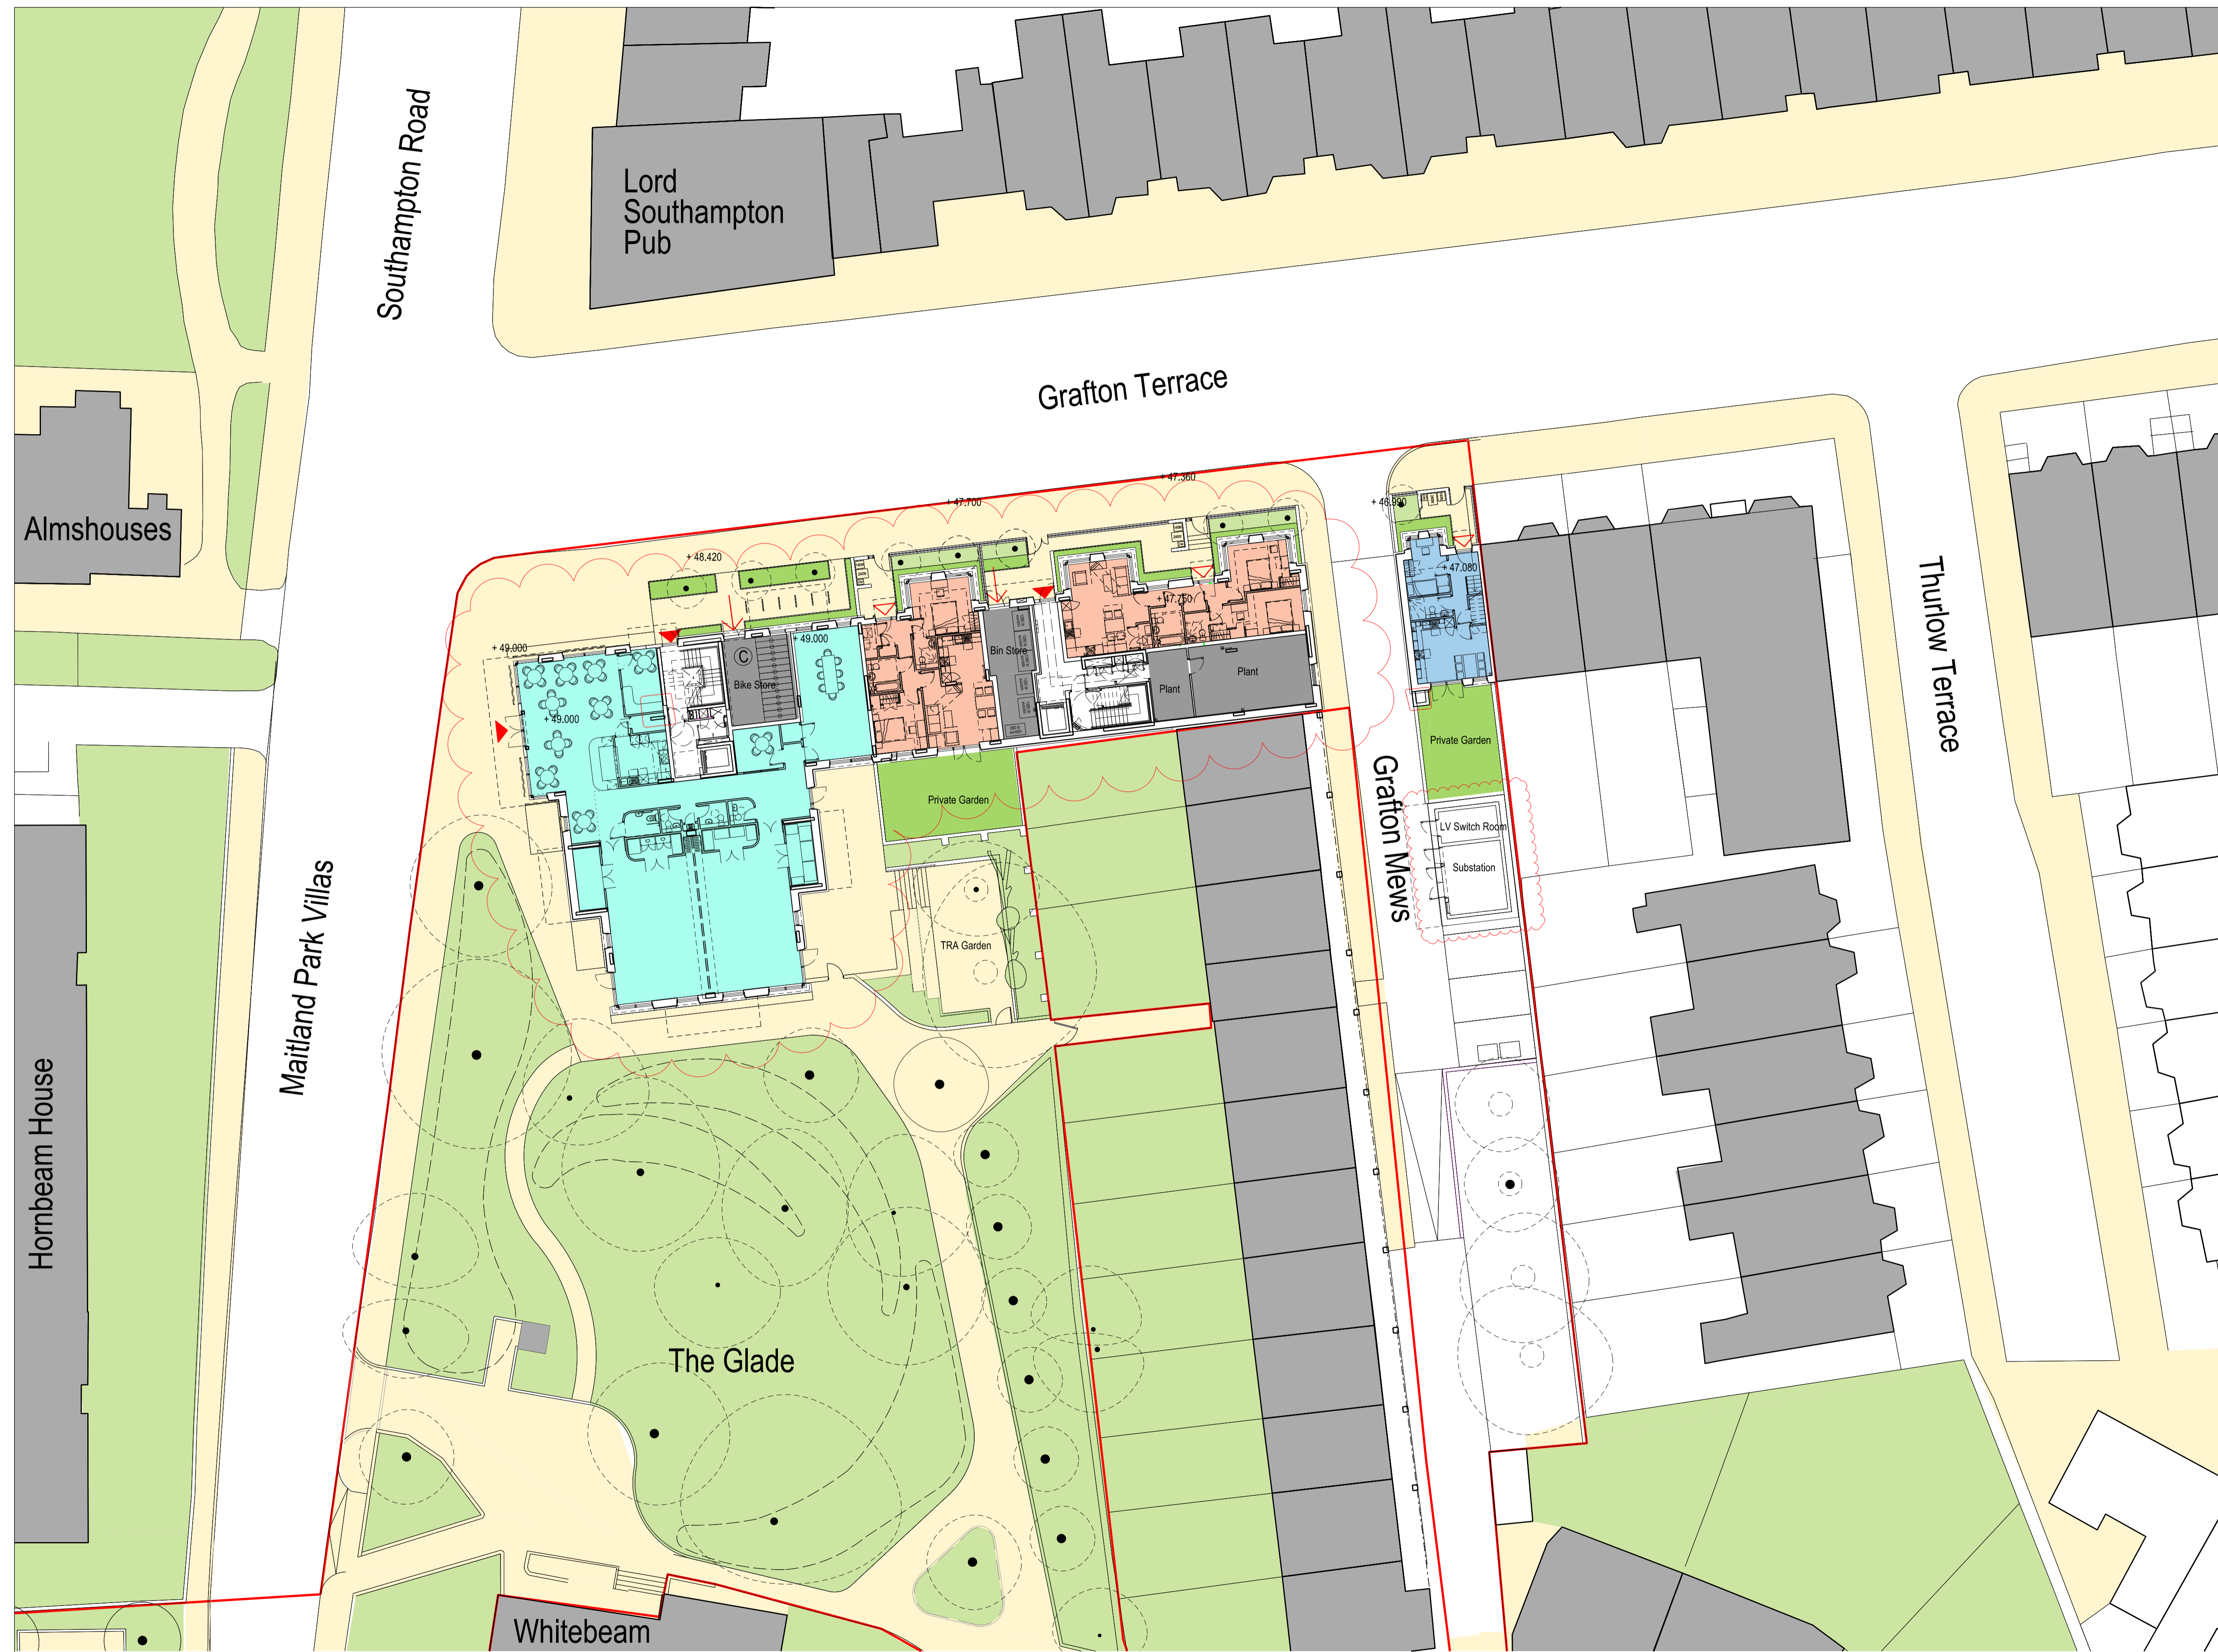 Southampton Road
Lord
Southampton
Pub
Grafton Terrace
Almshouses
+ 47.360
+ 47.700
+ 46.990
+ 48.420
+ 47.080
Thurlow Terrace
+ 47.750
+ 49.000
+ 49.000
Bin Store
C
Bike Store
Plant
Plant
+ 49.000
Private Garden
Private Garden
Grafton Mews
LV Switch Room
Substation
TRA Garden
Maitland Park Villas
Hornbeam House
The Glade
Whitebeam